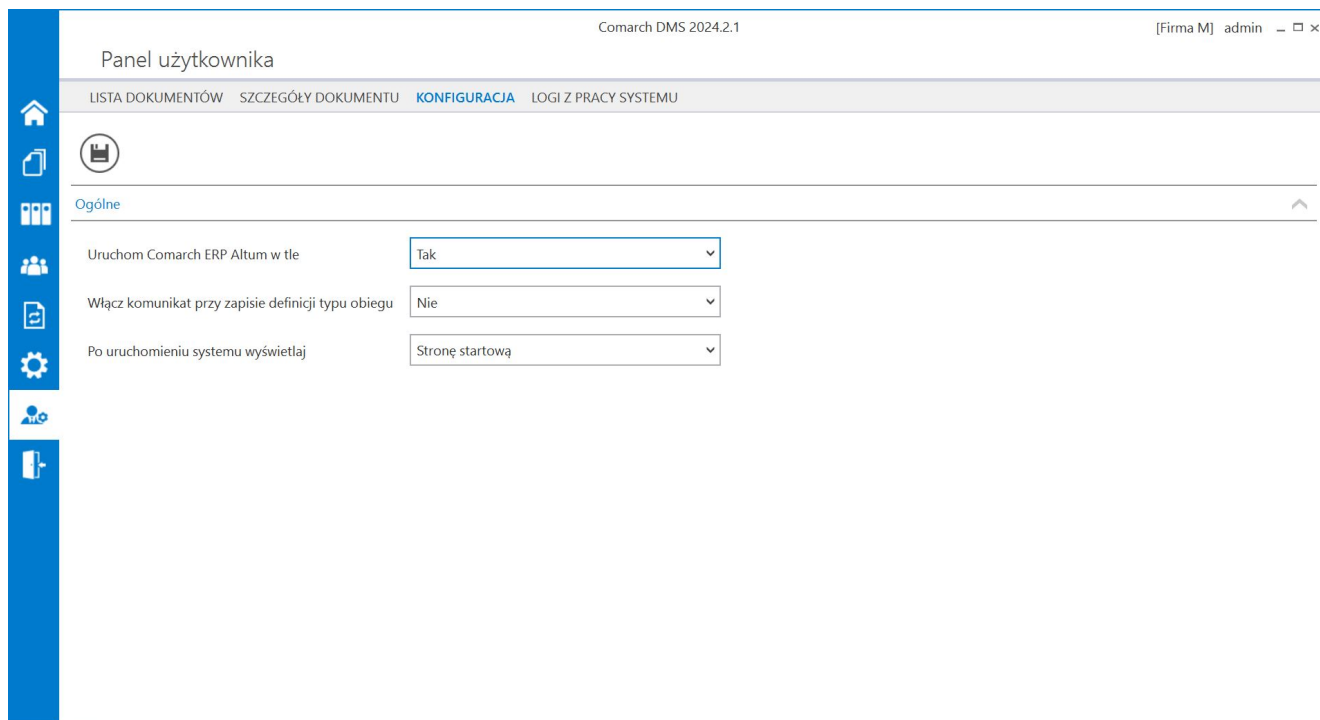 Comarch DMS 2024.2.1
[Firma M] admin
Panel użytkownika
LISTA DOKUMENTÓW SZCZEGÓŁY DOKUMENTU KONFIGURACJA LOGI Z PRACY SYSTEMU
Ogólne
Uruchom Comarch ERP Altum w tle Tak
Włącz komunikat przy zapisie definicji typu obiegu Nie
Po uruchomieniu systemu wyświetlaj Stronę startową